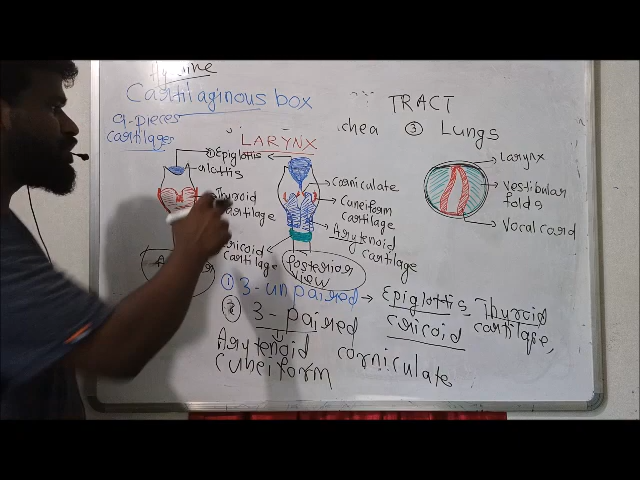 Cartilaginous box
9-pieces
cartilages
TRACT
chea ③ Lungs
LARYNX
① Epiglottis
Glottis
Thyroid
cartilage
cricoid
cartilage
Corniculate
Cuneiform
cartilage
Arytenoid
cartilage
Posterior
view
Larynx
Vestibular
folds
Vocal card
① 3-unpaired → Epiglottis, Thyroid
cartilage,
cricoid
② 3-paired
Arytenoid corniculate
cuneiform